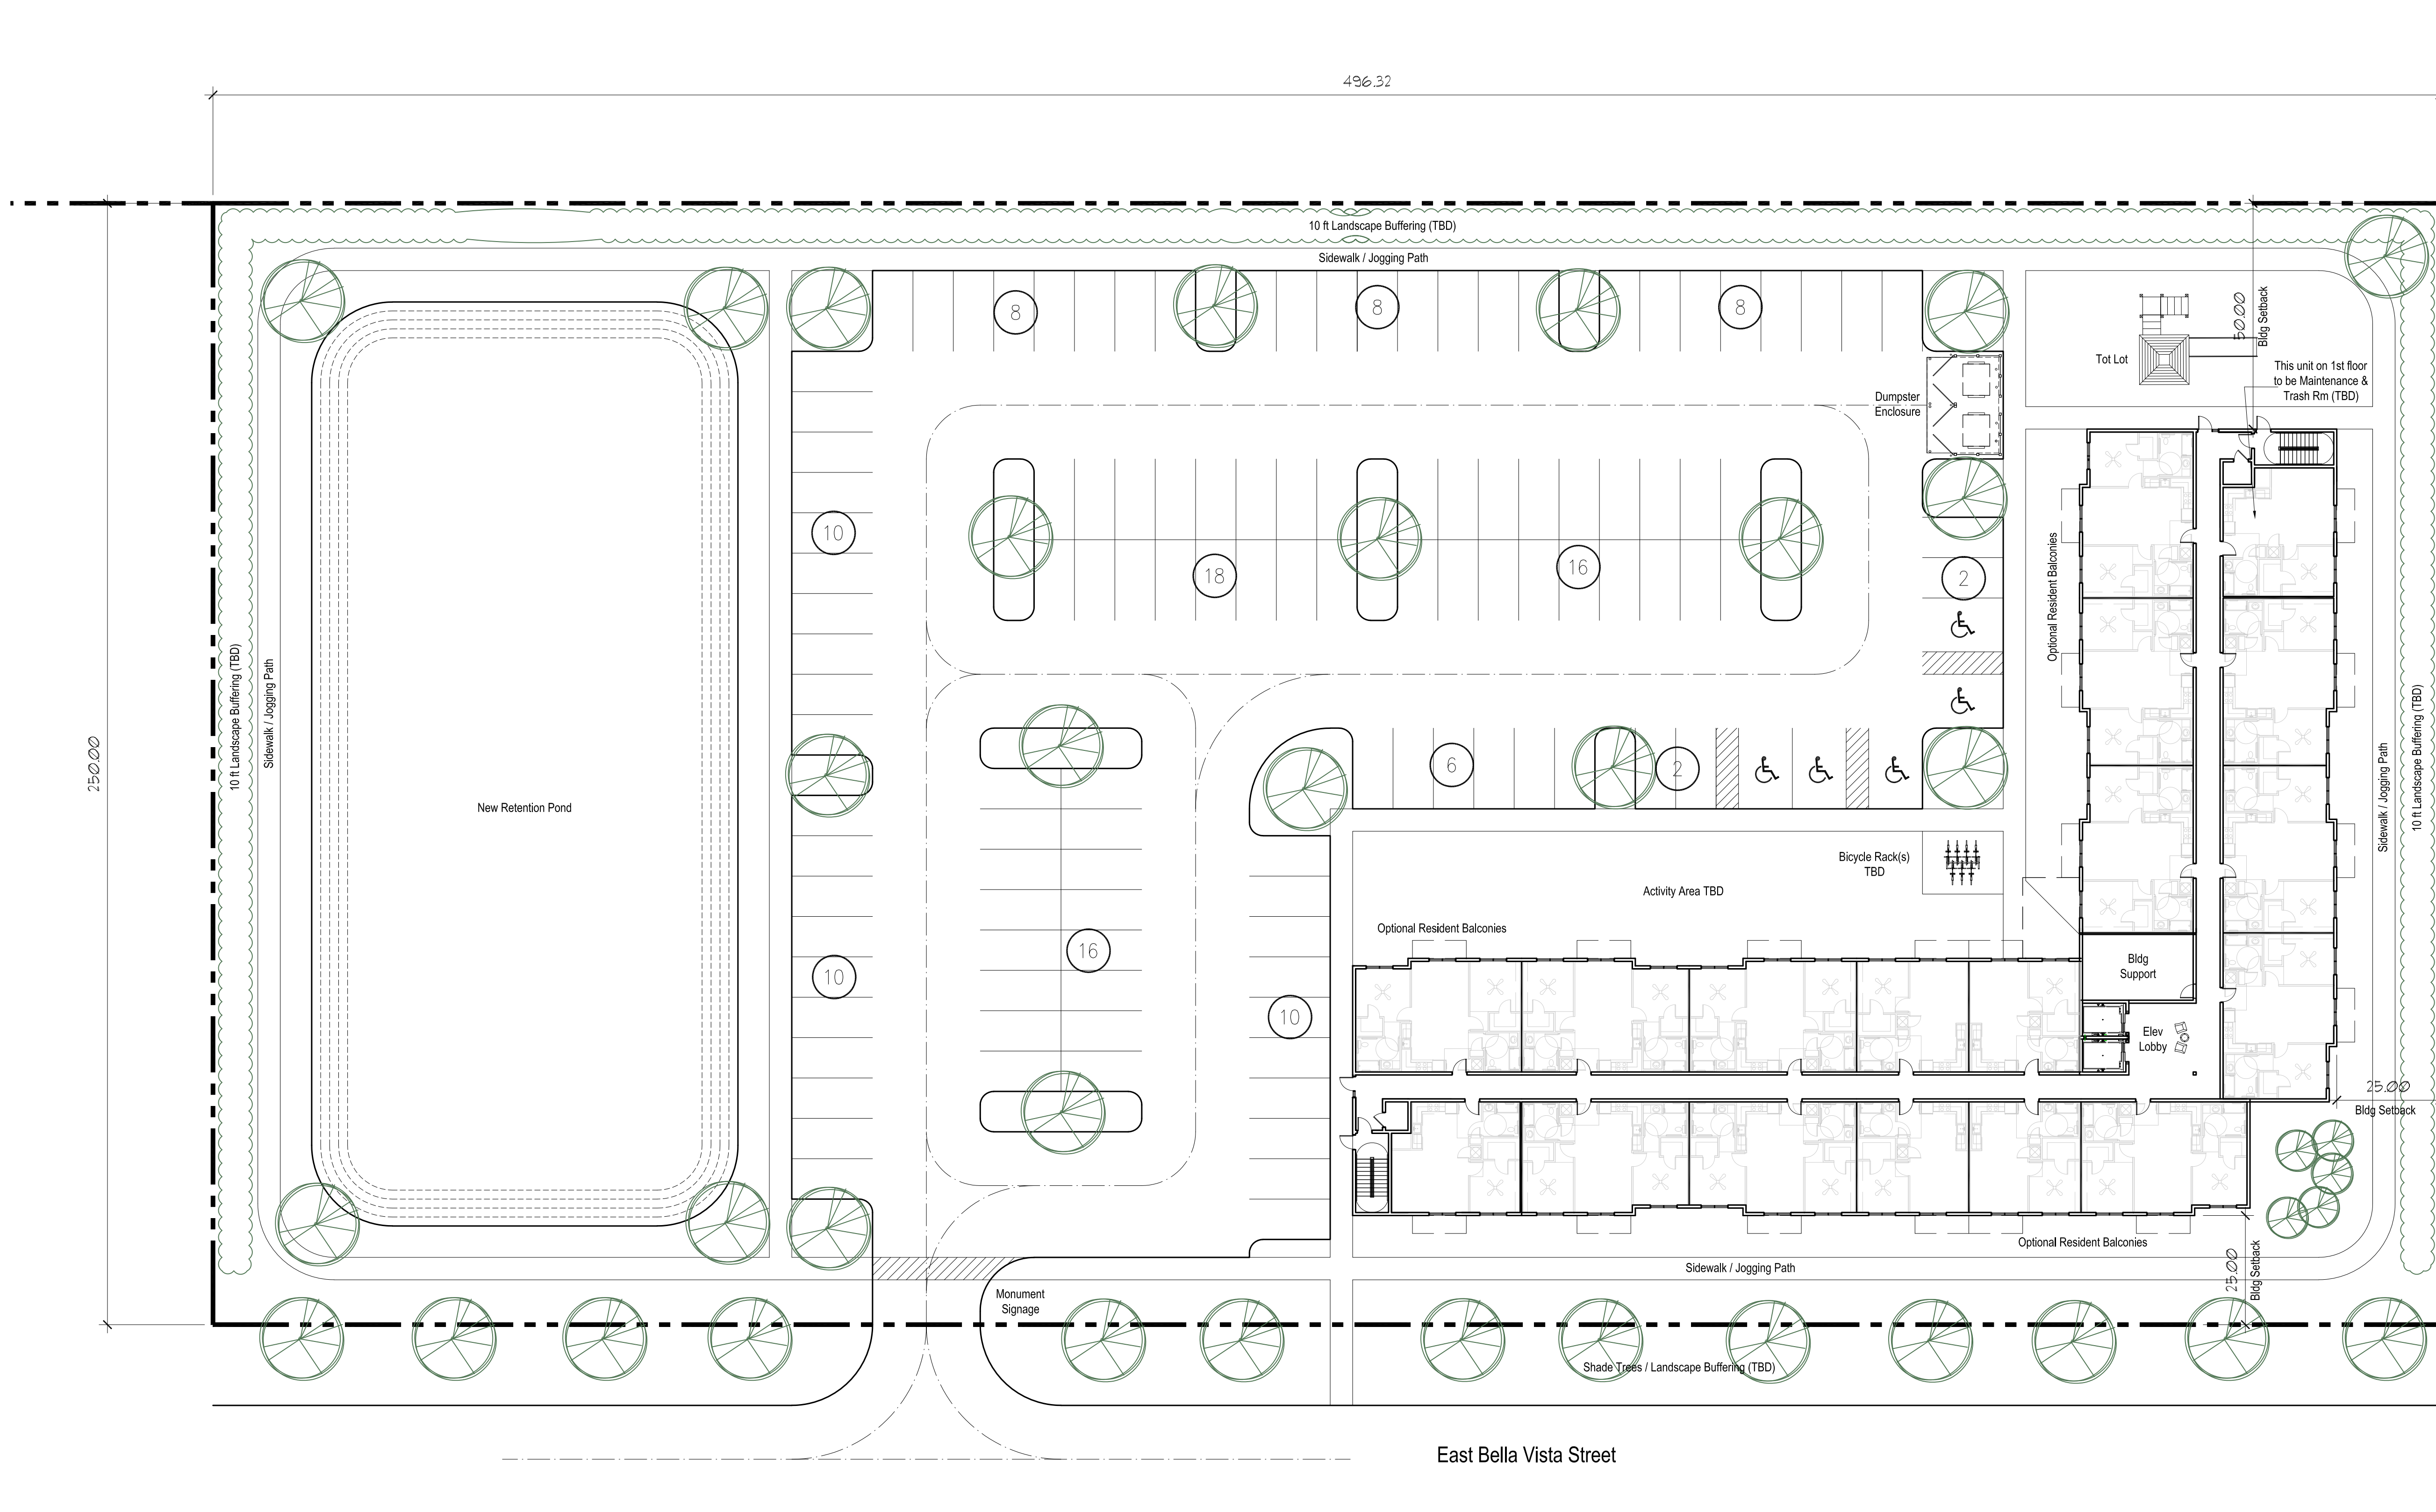 496.32
10 ft Landscape Buffering (TBD)
Sidewalk / Jogging Path
8
8
8
50.00
Bldg Setback
Tot Lot
This unit on 1st floor
to be Maintenance &
Trash Rm (TBD)
Dumpster
Enclosure
10
18
16
2
Optional Resident Balconies
10 ft Landscape Buffering (TBD)
Sidewalk / Jogging Path
250.00
New Retention Pond
6
2
Sidewalk / Jogging Path
10 ft Landscape Buffering (TBD)
Bicycle Rack(s)
TBD
Activity Area TBD
Optional Resident Balconies
16
10
10
Bldg
Support
Elev
Lobby
25.00
Bldg Setback
Optional Resident Balconies
Sidewalk / Jogging Path
25.00
Bldg Setback
Monument
Signage
Shade Trees / Landscape Buffering (TBD)
East Bella Vista Street